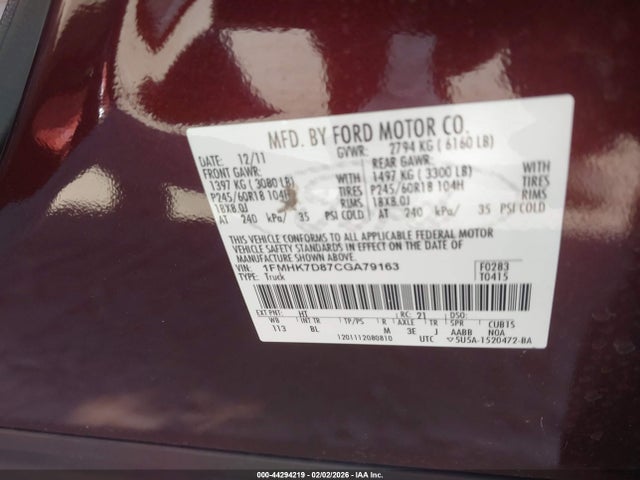 MFD. BY FORD MOTOR CO.
DATE: 12/11 GVWR: 2794 KG ( 6160 LB)
FRONT GAWR: REAR GAWR:
1397 KG ( 3080 LB) WITH 1497 KG ( 3300 LB) WITH
P245/60R18 104H TIRES P245/60R18 104H TIRES
18X8.0J RIMS 18X8.0J RIMS
AT 240 kPa/ 35 PSI COLD AT 240 kPa/ 35 PSI COLD
THIS VEHICLE CONFORMS TO ALL APPLICABLE FEDERAL MOTOR
VEHICLE SAFETY STANDARDS IN EFFECT ON THE DATE OF
MANUFACTURE SHOWN ABOVE.
VIN: 1FMHK7D87CGA79163 F0283
TYPE: Truck T0415
EXT PNT: HT RC: 21 DSO:
WB INT TR TP/PS R AXLE TR SPR CUBTS
113 BL M 3E J AABB NOA
1201112080810 UTC ▽5U5A-1520472-BA
000-44294219 - 02/02/2026 - IAA Inc.